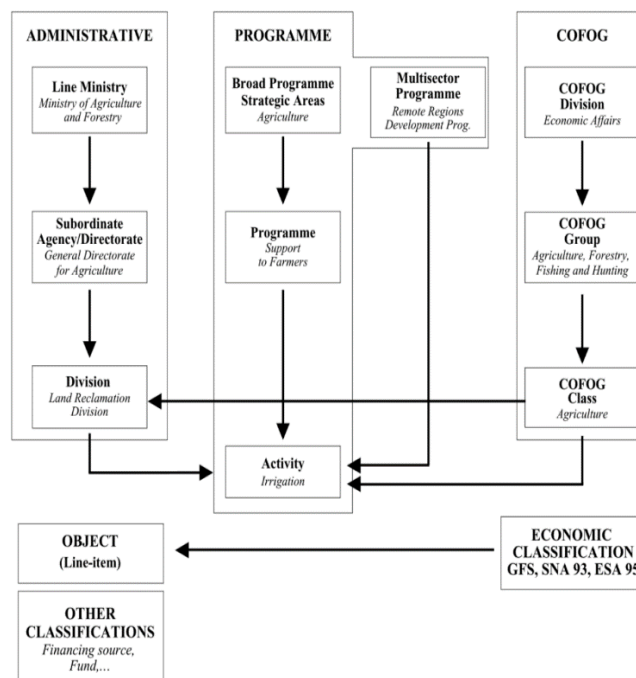 ADMINISTRATIVE
Line Ministry
Ministry of Agriculture
and Forestry
Subordinate
Agency/Directorate
General Directorate
for Agriculture
Division
Land Reclamation
Division
PROGRAMME
Broad Programme
Strategic Areas
Agriculture
Multisector
Programme
Remote Regions
Development Prog.
Programme
Support
to Farmers
Activity
Irrigation
COFOG
COFOG
Division
Economic Affairs
COFOG
Group
Agriculture, Forestry,
Fishing and Hunting
COFOG
Class
Agriculture
OBJECT
(Line-item)
ECONOMIC
CLASSIFICATION
GFS, SNA 93, ESA 95
OTHER
CLASSIFICATIONS
Financing source,
Fund,...